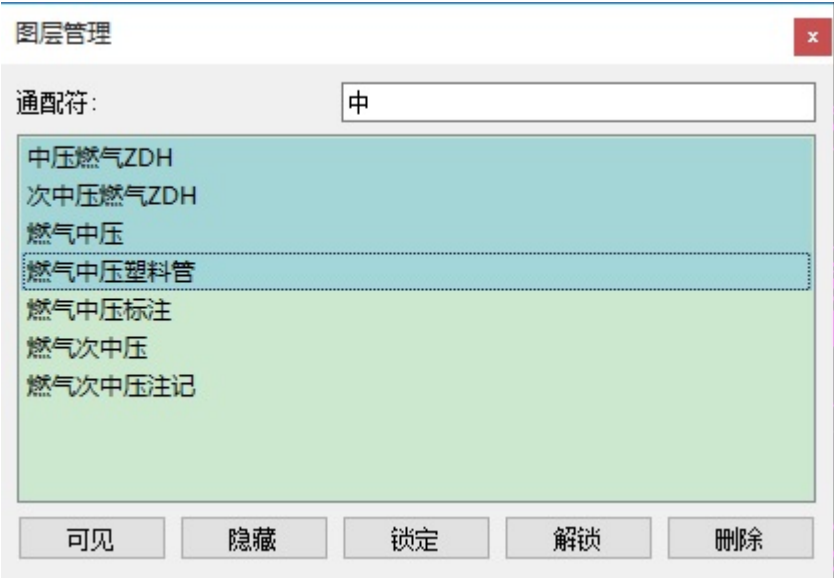 图层管理
x
通配符： 中
中压燃气ZDH
次中压燃气ZDH
燃气中压
燃气中压塑料管
燃气中压标注
燃气次中压
燃气次中压注记
可见 隐藏 锁定 解锁 删除